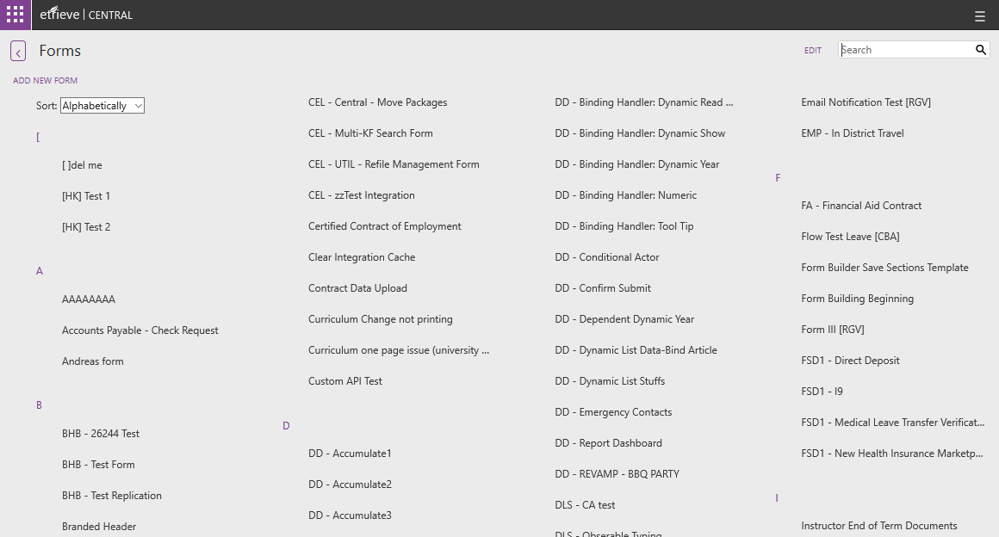 etrieve | CENTRAL
Forms
EDIT
Search
ADD NEW FORM
Sort: Alphabetically
[
[ ]del me
[HK] Test 1
[HK] Test 2
A
AAAAAAAA
Accounts Payable - Check Request
Andreas form
B
BHB - 26244 Test
BHB - Test Form
BHB - Test Replication
Branded Header
CEL - Central - Move Packages
CEL - Multi-KF Search Form
CEL - UTIL - Refile Management Form
CEL - zzTest Integration
Certified Contract of Employment
Clear Integration Cache
Contract Data Upload
Curriculum Change not printing
Curriculum one page issue (university ...
Custom API Test
D
DD - Accumulate1
DD - Accumulate2
DD - Accumulate3
DD - Binding Handler: Dynamic Read ...
DD - Binding Handler: Dynamic Show
DD - Binding Handler: Dynamic Year
DD - Binding Handler: Numeric
DD - Binding Handler: Tool Tip
DD - Conditional Actor
DD - Confirm Submit
DD - Dependent Dynamic Year
DD - Dynamic List Data-Bind Article
DD - Dynamic List Stuffs
DD - Emergency Contacts
DD - Report Dashboard
DD - REVAMP - BBQ PARTY
DLS - CA test
DLS - Obserable Typing
Email Notification Test [RGV]
EMP - In District Travel
F
FA - Financial Aid Contract
Flow Test Leave [CBA]
Form Builder Save Sections Template
Form Building Beginning
Form III [RGV]
FSD1 - Direct Deposit
FSD1 - I9
FSD1 - Medical Leave Transfer Verificat...
FSD1 - New Health Insurance Marketp...
I
Instructor End of Term Documents